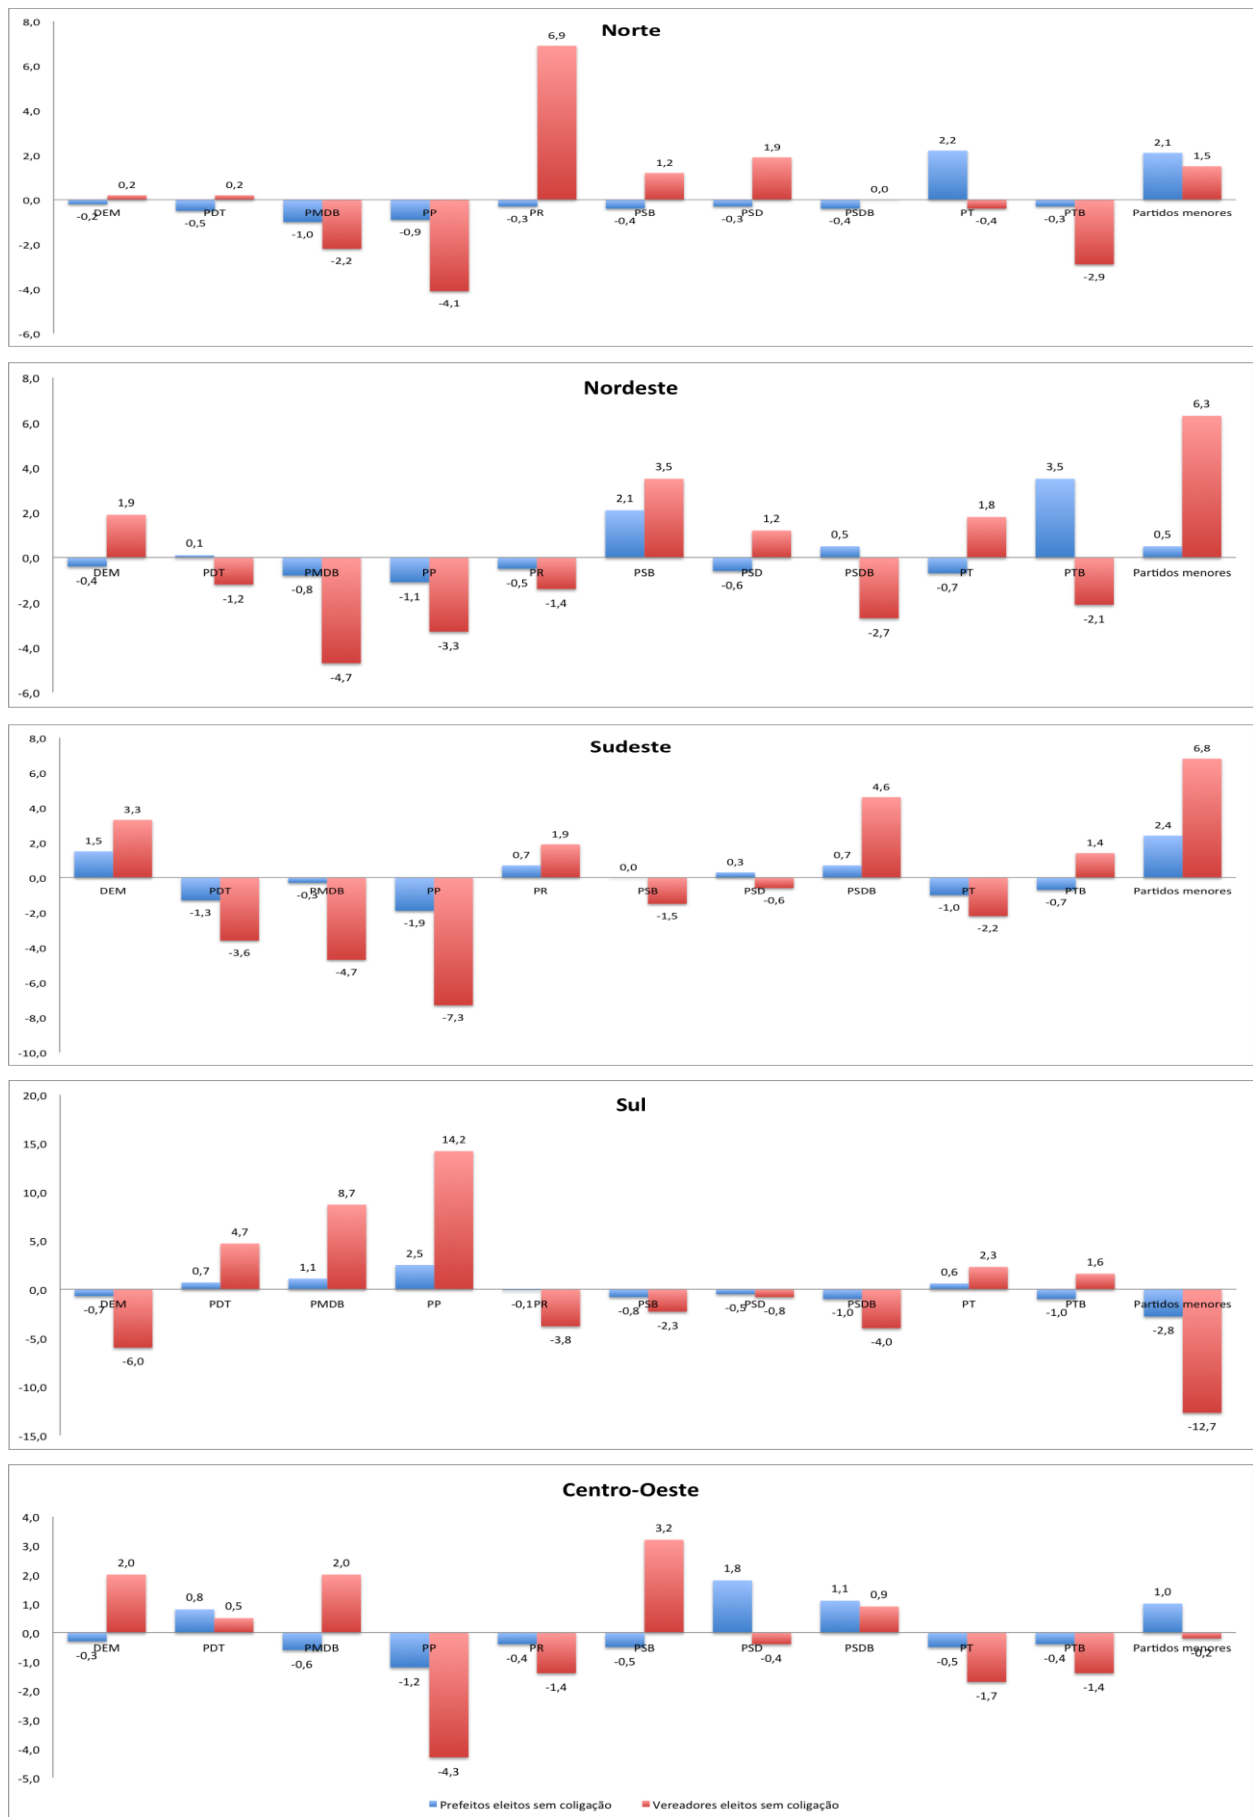 Norte
8,0
6,0
4,0
2,0
0,0
-2,0
-4,0
-6,0
-0,2 0,2 -0,5 0,2 -1,0 -2,2 -0,9 -4,1 -0,3 6,9 -0,4 1,2 -0,3 1,9 -0,4 0,0 2,2 -0,4 -0,3 -2,9 2,1 1,5
DEM PDT PMDB PP PR PSB PSD PSDB PT PTB Partidos menores
Nordeste
8,0
6,0
4,0
2,0
0,0
-2,0
-4,0
-6,0
-0,4 1,9 0,1 -1,2 -0,8 -4,7 -1,1 -3,3 -0,5 -1,4 2,1 3,5 -0,6 1,2 0,5 -2,7 -0,7 1,8 3,5 -2,1 0,5 6,3
DEM PDT PMDB PP PR PSB PSD PSDB PT PTB Partidos menores
Sudeste
8,0
6,0
4,0
2,0
0,0
-2,0
-4,0
-6,0
-8,0
-10,0
1,5 3,3 -1,3 -3,6 -0,3 -4,7 -1,9 -7,3 0,7 1,9 0,0 -1,5 0,3 -0,6 0,7 4,6 -1,0 -2,2 -0,7 1,4 2,4 6,8
DEM PDT PMDB PP PR PSB PSD PSDB PT PTB Partidos menores
Sul
20,0
15,0
10,0
5,0
0,0
-5,0
-10,0
-15,0
-0,7 -6,0 0,7 4,7 1,1 8,7 2,5 14,2 -0,1 -3,8 -0,8 -2,3 -0,5 -0,8 -1,0 -4,0 0,6 2,3 -1,0 1,6 -2,8 -12,7
DEM PDT PMDB PP PR PSB PSD PSDB PT PTB Partidos menores
Centro-Oeste
4,0
3,0
2,0
1,0
0,0
-1,0
-2,0
-3,0
-4,0
-5,0
-0,3 2,0 0,8 0,5 -0,6 2,0 -1,2 -4,3 -0,4 -1,4 -0,5 3,2 1,8 -0,4 1,1 0,9 -0,5 -1,7 -0,4 -1,4 1,0 -0,2
DEM PDT PMDB PP PR PSB PSD PSDB PT PTB Partidos menores
Prefeitos eleitos sem coligação Vereadores eleitos sem coligação